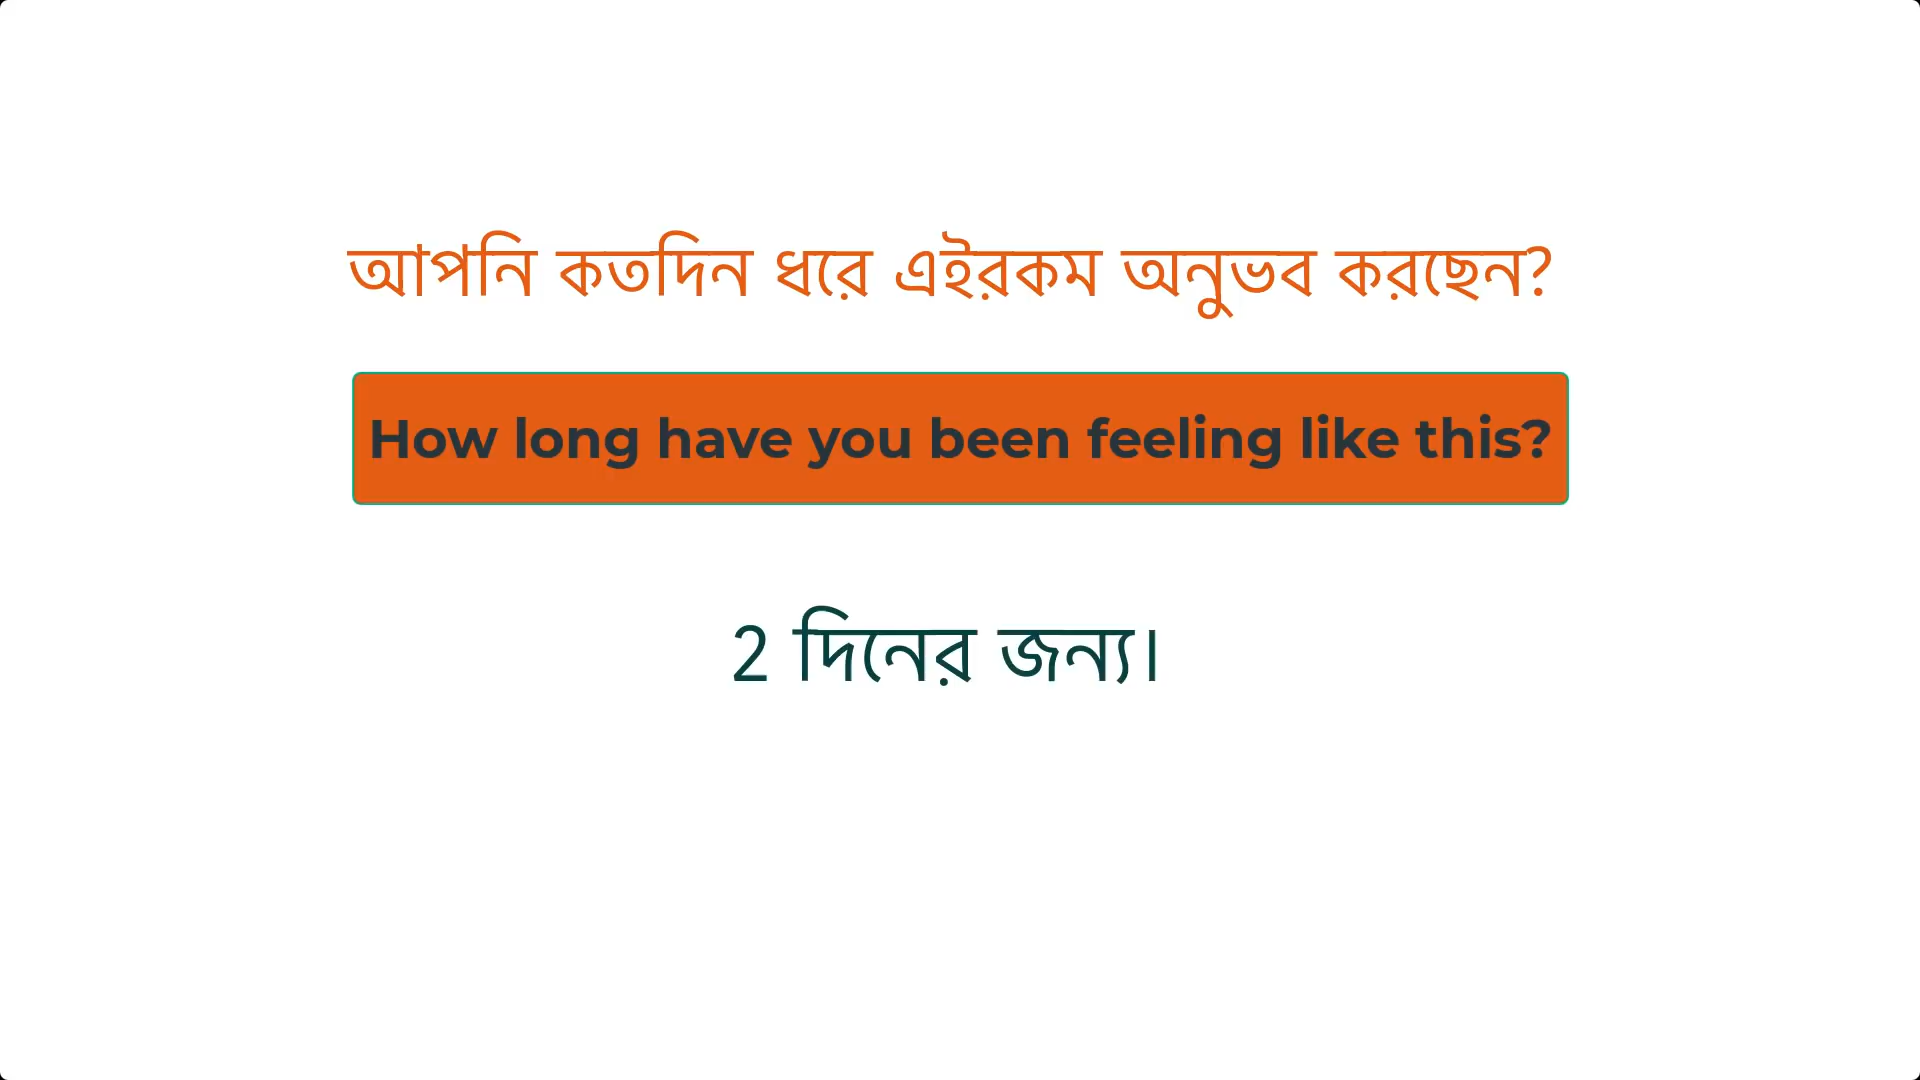 আপনি কতদিন ধরে এইরকম অনুভব করছেন?
How long have you been feeling like this?
2 দিনের জন্য।